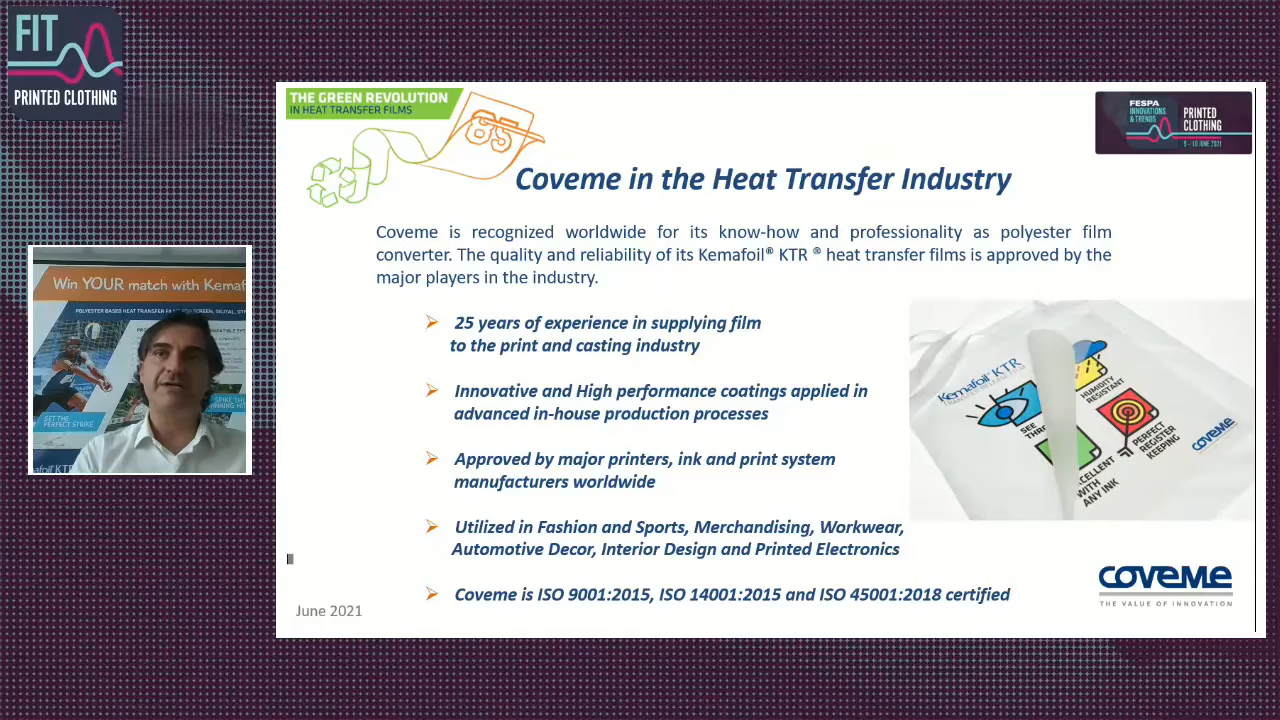 FIT
PRINTED CLOTHING
THE GREEN REVOLUTION
IN HEAT TRANSFER FILMS
85
FESPA
INNOVATIONS
& TRENDS
PRINTED
CLOTHING
9 - 10 JUNE 2021
Coveme in the Heat Transfer Industry
Coveme is recognized worldwide for its know-how and professionality as polyester film
converter. The quality and reliability of its Kemafoil® KTR ® heat transfer films is approved by the
major players in the industry.
➢ 25 years of experience in supplying film
to the print and casting industry
➢ Innovative and High performance coatings applied in
advanced in-house production processes
➢ Approved by major printers, ink and print system
manufacturers worldwide
➢ Utilized in Fashion and Sports, Merchandising, Workwear,
Automotive Decor, Interior Design and Printed Electronics
➢ Coveme is ISO 9001:2015, ISO 14001:2015 and ISO 45001:2018 certified
June 2021
Kemafoil® KTR
SEE
HUMIDITY
RESISTANT
PERFECT
REGISTER
KEEPING
WITH
ANY INK
COVEME
COVEME
THE VALUE OF INNOVATION
Win YOUR match with Kemaf
POLYESTER BASED HEAT TRANSFER
SET THE
PERFECT STRIKE
SPIKE TH